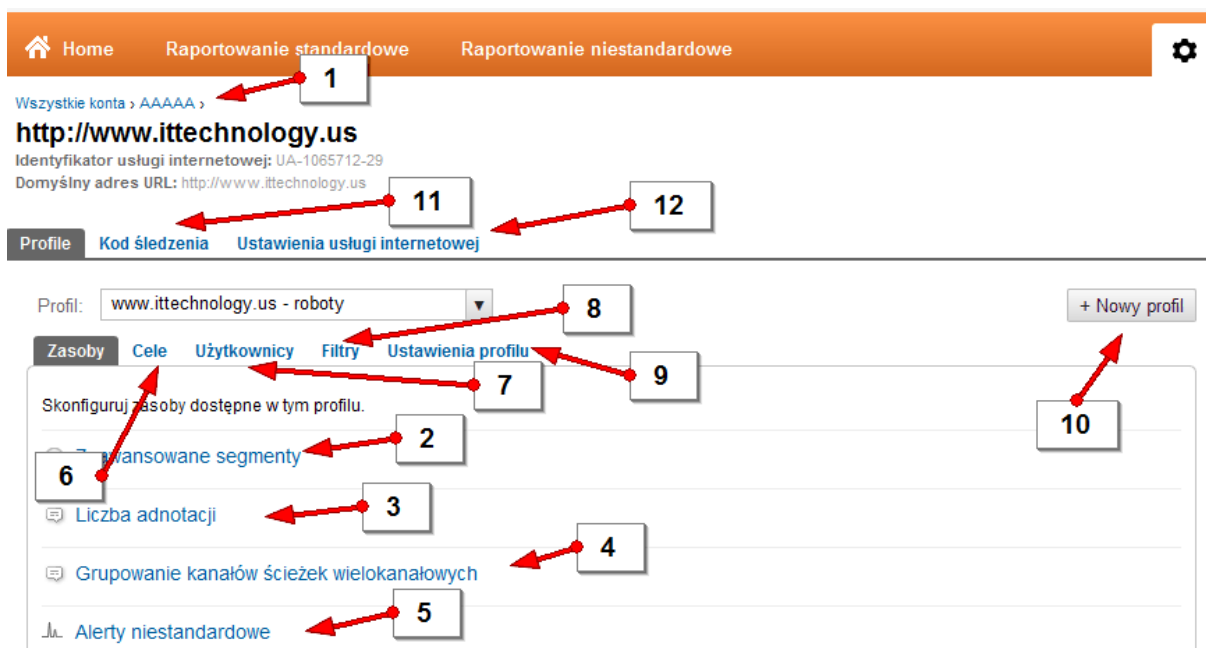 Home Raportowanie standardowe Raportowanie niestandardowe
1
Wszystkie konta › AAAAA ›
http://www.ittechnology.us
Identyfikator usługi internetowej: UA-1065712-29
Domyślny adres URL: http://www.ittechnology.us
11
12
Profile Kod śledzenia Ustawienia usługi internetowej
Profil: www.ittechnology.us - roboty
8
+ Nowy profil
Zasoby Cele Użytkownicy Filtry Ustawienia profilu
7
9
Skonfiguruj zasoby dostępne w tym profilu.
10
2
Zaawansowane segmenty
6
3
Liczba adnotacji
4
Grupowanie kanałów ścieżek wielokanałowych
5
Alerty niestandardowe